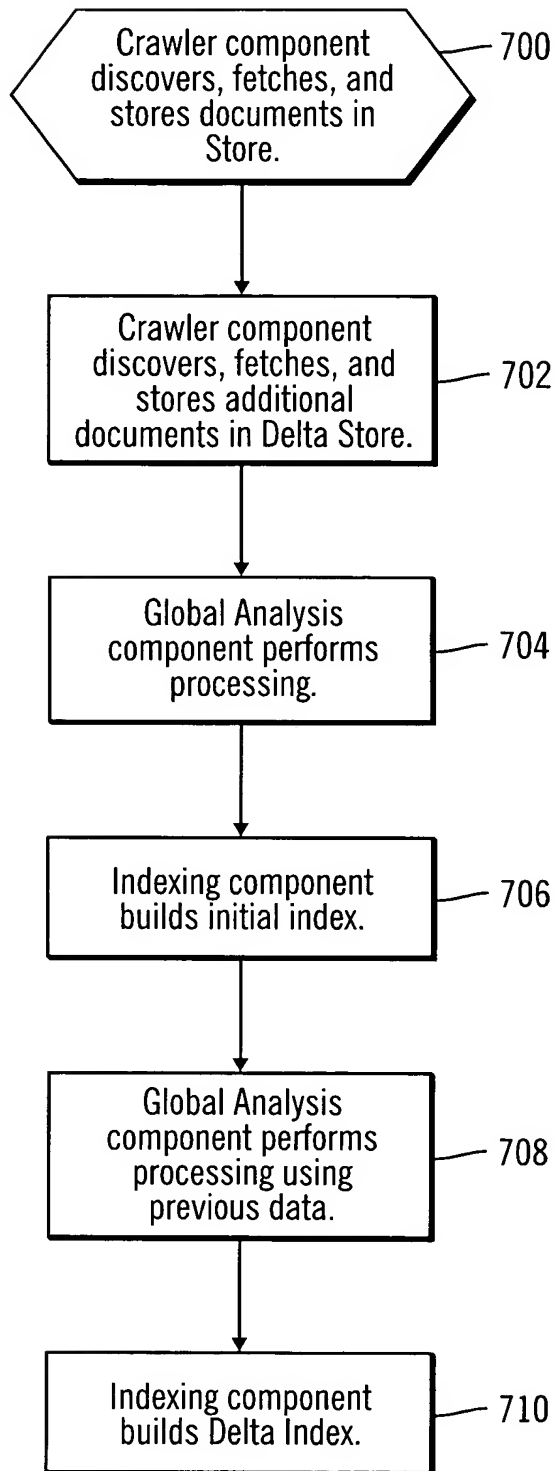 Crawler component
discovers, fetches, and
stores documents in
Store.
700
Crawler component
discovers, fetches, and
stores additional
documents in Delta Store.
702
Global Analysis
component performs
processing.
704
Indexing component
builds initial index.
706
Global Analysis
component performs
processing using
previous data.
708
Indexing component
builds Delta Index.
710